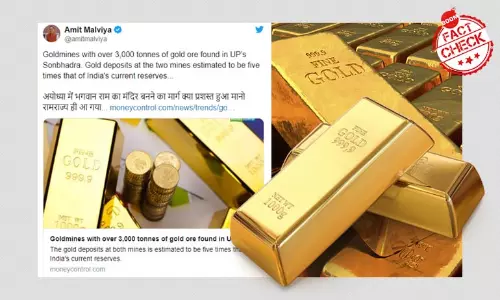 Amit Malviya
@amitmalviya
Goldmines with over 3,000 tonnes of gold ore found in UP's
Sonbhadra. Gold deposits at the two mines estimated to be five
times that of India's current reserves...
अयोध्या में भगवान राम का मंदिर बनने का मार्ग क्या प्रशस्त हुआ मानो
रामराज्य ही आ गया... moneycontrol.com/news/trends/go...
GOLD
999.9
Goldmines with over 3,000 tonnes of gold ore found in U
The gold deposits at both mines is estimated to be five times tha
India's current reserves.
moneycontrol.com
999.9
FINE
GOLD
FACT
CHECK